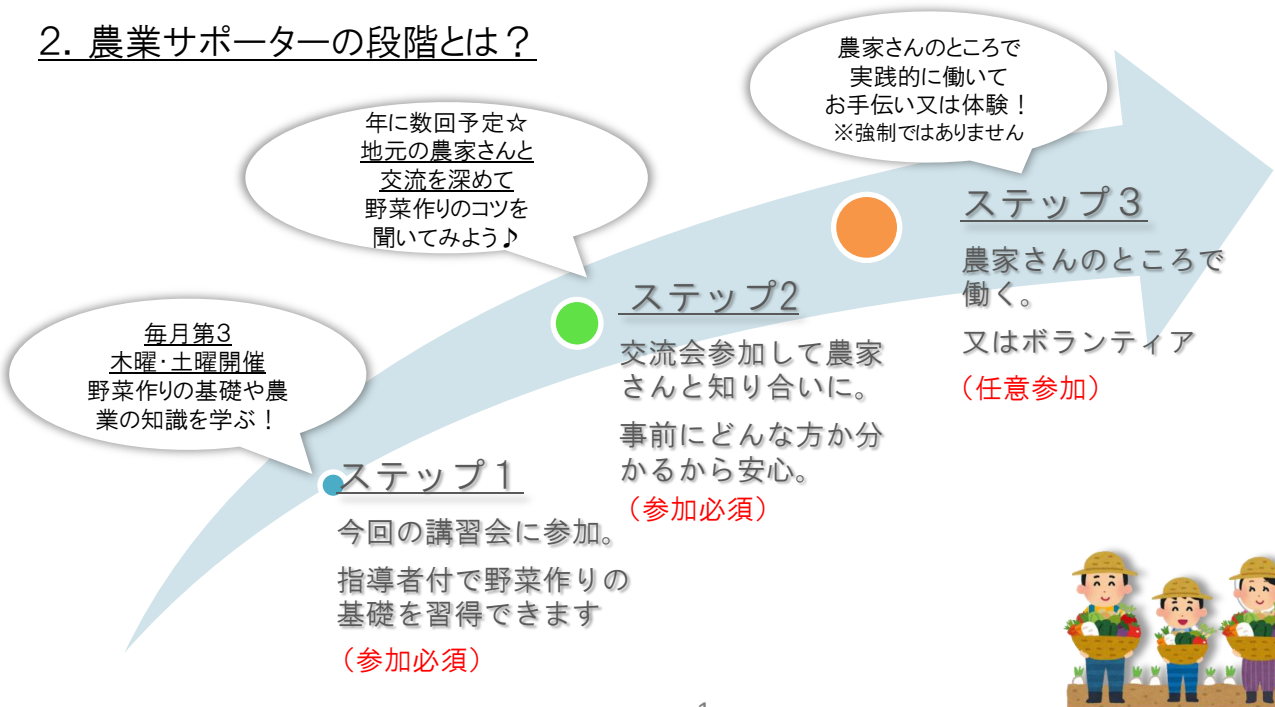 2．農業サポーターの段階とは？
毎月第3
木曜・土曜開催
野菜作りの基礎や農
業の知識を学ぶ！
ステップ１
今回の講習会に参加。
指導者付で野菜作りの
基礎を習得できます
（参加必須）
年に数回予定☆
地元の農家さんと
交流を深めて
野菜作りのコツを
聞いてみよう♪
ステップ2
交流会参加して農家
さんと知り合いに。
事前にどんな方か分
かるから安心。
（参加必須）
農家さんのところで
実践的に働いて
お手伝い又は体験！
※強制ではありません
ステップ３
農家さんのところで
働く。
又はボランティア
（任意参加）